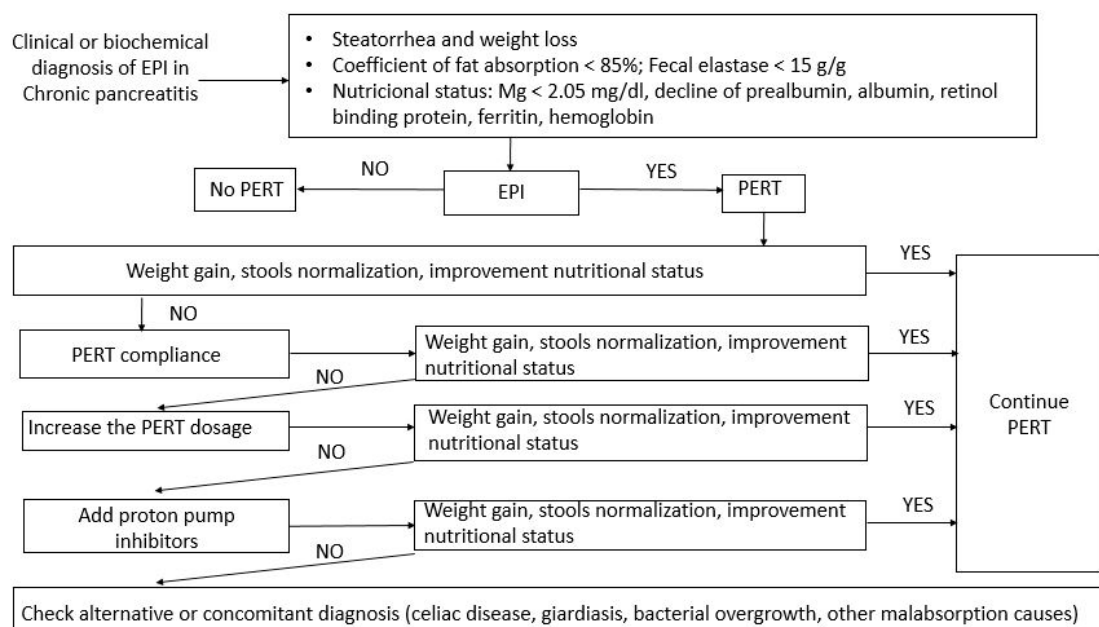 Clinical or biochemical
diagnosis of EPI in
Chronic pancreatitis
• Steatorrhea and weight loss
• Coefficient of fat absorption < 85%; Fecal elastase < 15 g/g
• Nutricional status: Mg < 2.05 mg/dl, decline of prealbumin, albumin, retinol
binding protein, ferritin, hemoglobin
NO
YES
No PERT
EPI
PERT
Weight gain, stools normalization, improvement nutritional status
YES
NO
PERT compliance
Weight gain, stools normalization, improvement
nutritional status
YES
NO
Increase the PERT dosage
Weight gain, stools normalization, improvement
nutritional status
YES
Continue
PERT
NO
Add proton pump
inhibitors
Weight gain, stools normalization, improvement
nutritional status
YES
NO
Check alternative or concomitant diagnosis (celiac disease, giardiasis, bacterial overgrowth, other malabsorption causes)